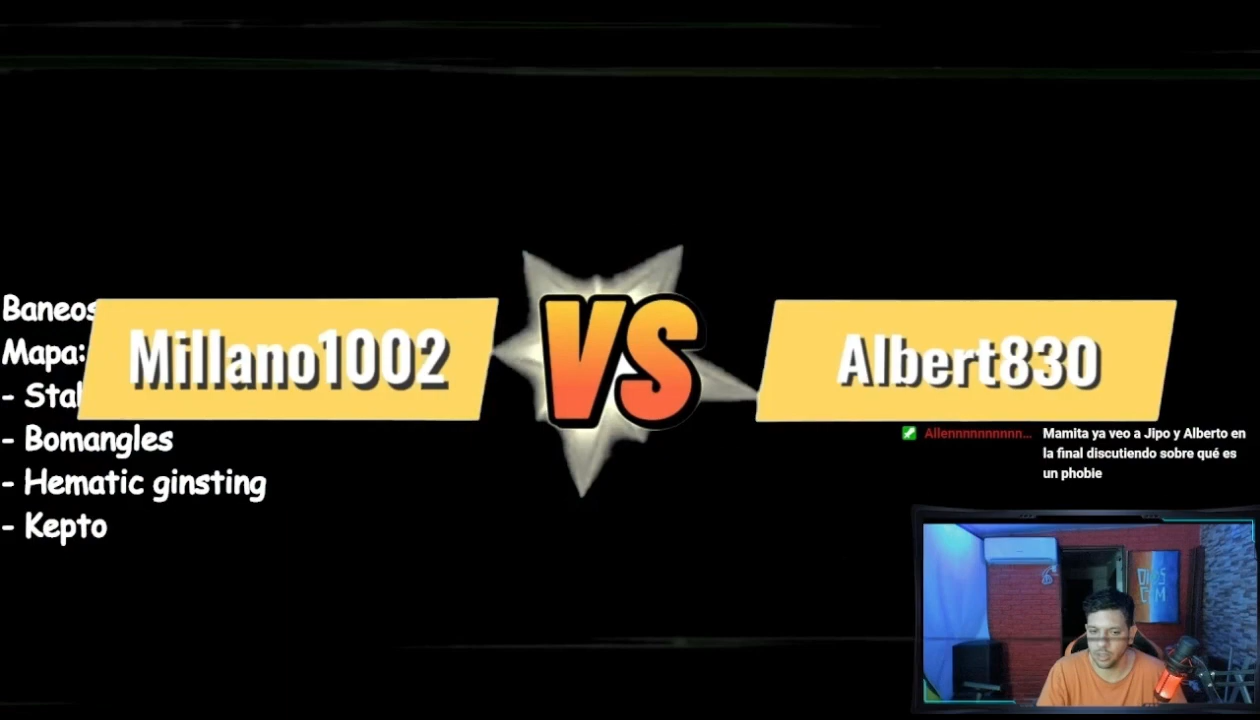 Baneos
Mapa:
- Stal
- Bomangles
- Hematic ginsting
- Kepto
Millano1002
VS
Albert830
Allennnnnnnnnn... Mamita ya veo a Jipo y Alberto en
la final discutiendo sobre qué es
un phobie